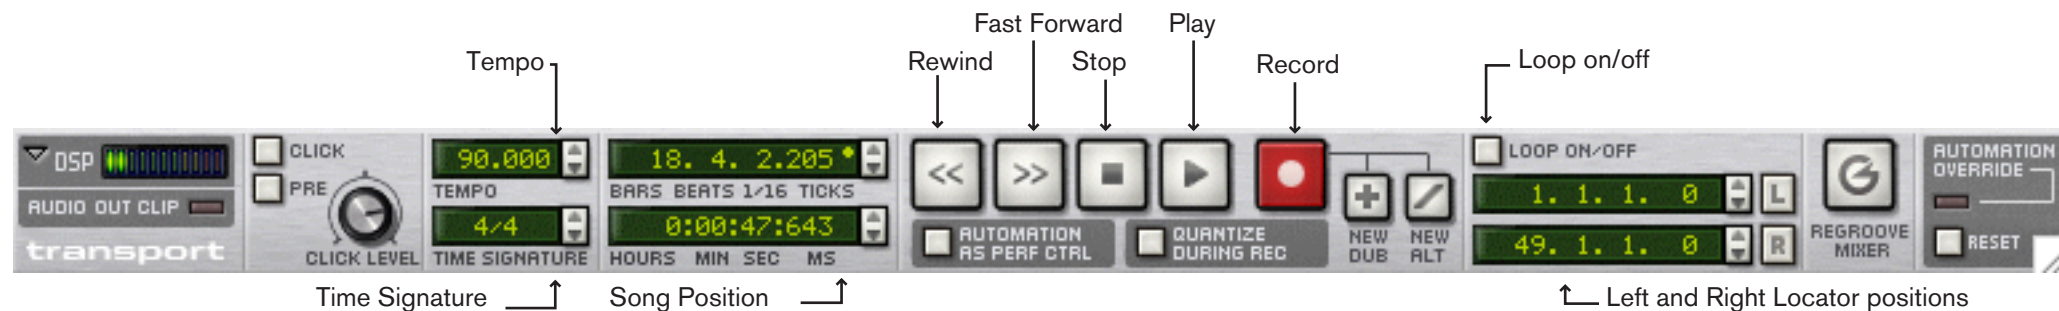 Fast Forward
Play
Tempo
Rewind
Stop
Record
Loop on/off
DSP
AUDIO OUT CLIP
transport
CLICK
PRE
CLICK LEVEL
90.000
TEMPO
4/4
TIME SIGNATURE
18. 4. 2.205
BARS BEATS 1/16 TICKS
0:00:47:643
HOURS MIN SEC MS
<<
>>
AUTOMATION
AS PERF CTRL
QUANTIZE
DURING REC
NEW
DUB
NEW
ALT
LOOP ON/OFF
1. 1. 1. 0
L
49. 1. 1. 0
R
REGROOVE
MIXER
AUTOMATION
OVERRIDE
RESET
Time Signature
Song Position
Left and Right Locator positions